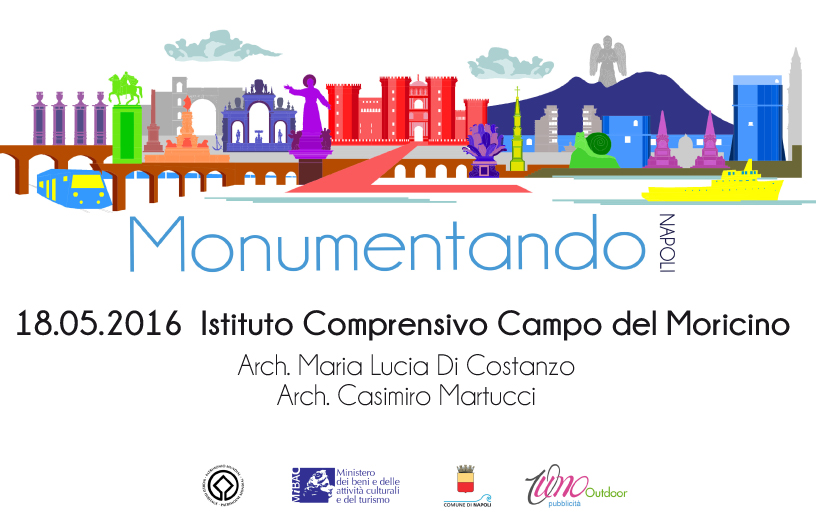 Monumentando
NAPOLI
18.05.2016 Istituto Comprensivo Campo del Moricino
Arch. Maria Lucia Di Costanzo
Arch. Casimiro Martucci
MiBAC
Ministero
dei beni e delle
attività culturali
e del turismo
COMUNE DI NAPOLI
uno Outdoor
pubblicità